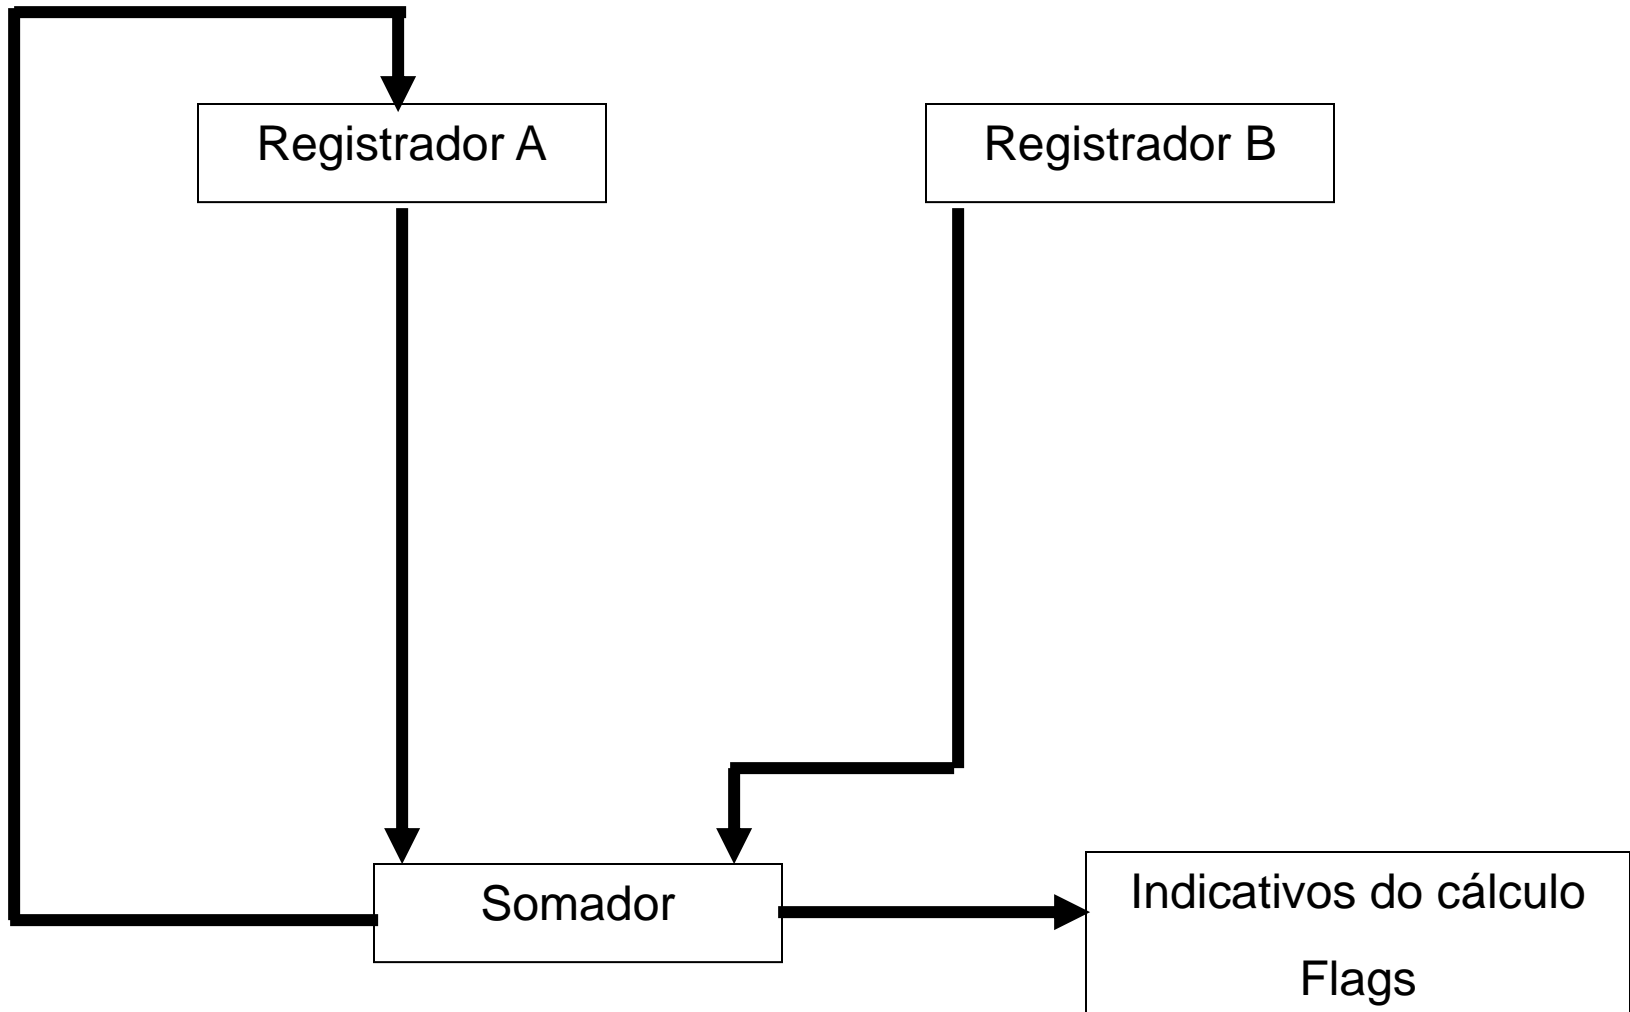 Registrador A
Registrador B
Somador
Indicativos do cálculo
Flags